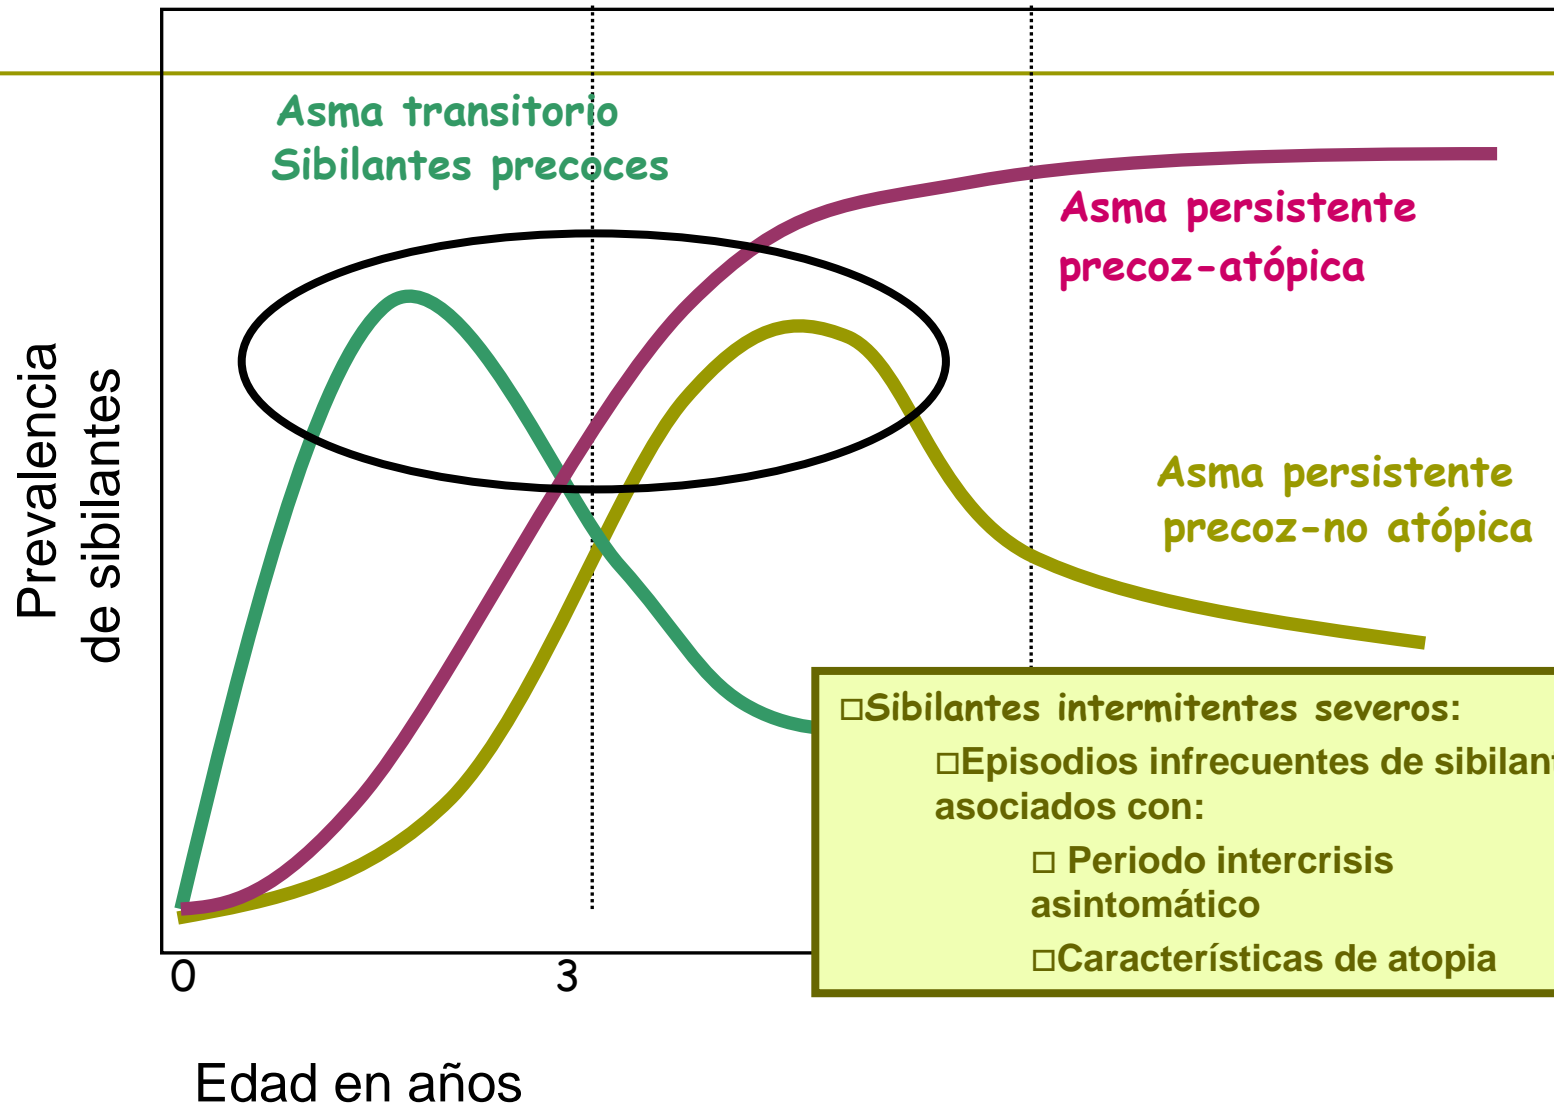 Asma transitorio
Sibilantes precoces
Asma persistente
precoz-atópica
Prevalencia
de sibilantes
Asma persistente
precoz-no atópica
□Sibilantes intermitentes severos:
□Episodios infrecuentes de sibilant
asociados con:
□ Periodo intercrisis
asintomático
□Características de atopia
0 3
Edad en años